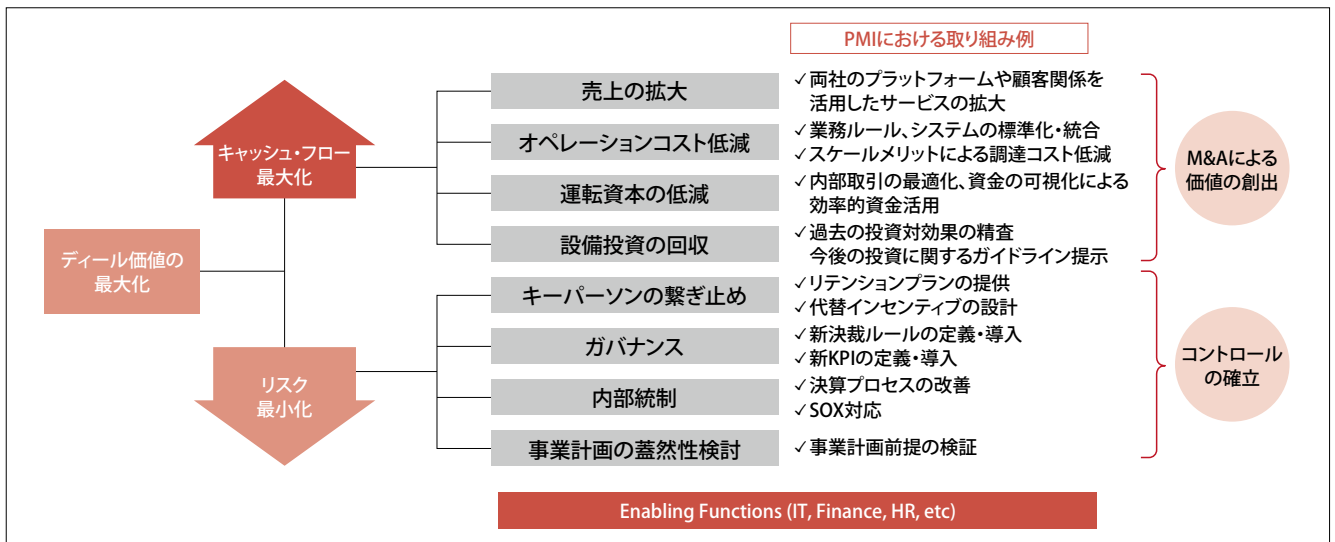 PMIにおける取り組み例
キャッシュ・フロー
最大化
ディール価値の
最大化
リスク
最小化
売上の拡大
✓両社のプラットフォームや顧客関係を
活用したサービスの拡大
オペレーションコスト低減
✓業務ルール、システムの標準化・統合
✓スケールメリットによる調達コスト低減
運転資本の低減
✓内部取引の最適化、資金の可視化による
効率的資金活用
設備投資の回収
✓過去の投資対効果の精査
今後の投資に関するガイドライン提示
M&Aによる
価値の創出
キーパーソンの繋ぎ止め
✓リテンションプランの提供
✓代替インセンティブの設計
ガバナンス
✓新決裁ルールの定義・導入
✓新KPIの定義・導入
内部統制
✓決算プロセスの改善
✓SOX対応
事業計画の蓋然性検討
✓事業計画前提の検証
コントロール
の確立
Enabling Functions (IT, Finance, HR, etc)